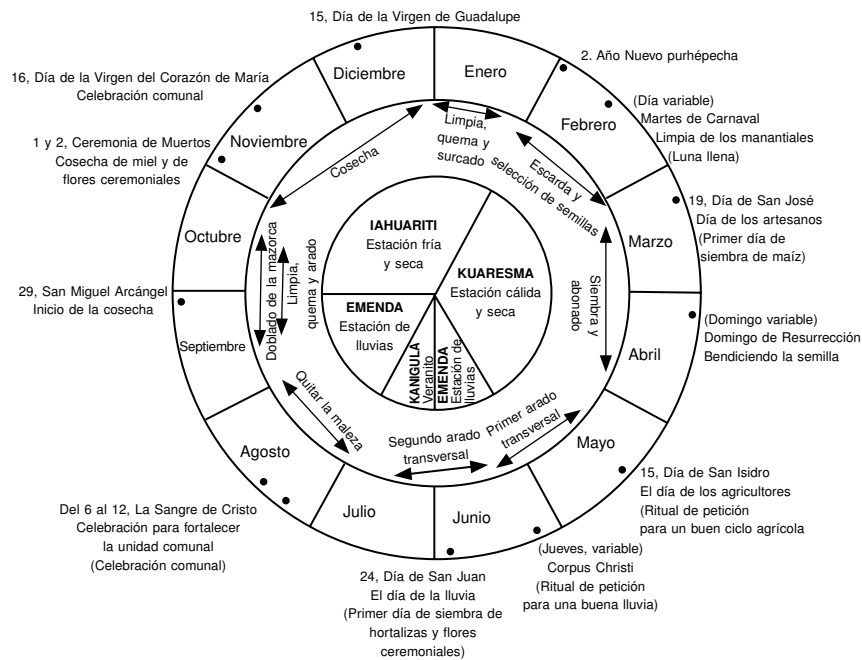 15, Día de la Virgen de Guadalupe
2. Año Nuevo purhépecha
16, Día de la Virgen del Corazón de María
Celebración comunal
(Día variable)
Martes de Carnaval
Limpia de los manantiales
(Luna llena)
1 y 2, Ceremonia de Muertos
Cosecha de miel y de
flores ceremoniales
19, Día de San José
Día de los artesanos
(Primer día de
siembra de maíz)
29, San Miguel Arcángel
Inicio de la cosecha
(Domingo variable)
Domingo de Resurrección
Bendiciendo la semilla
15, Día de San Isidro
El día de los agricultores
(Ritual de petición
para un buen ciclo agrícola
Del 6 al 12, La Sangre de Cristo
Celebración para fortalecer
la unidad comunal
(Celebración comunal)
(Jueves, variable)
Corpus Christi
(Ritual de petición
para una buena lluvia)
24, Día de San Juan
El día de la lluvia
(Primer día de siembra de
hortalizas y flores
ceremoniales)
Enero
Febrero
Marzo
Abril
Mayo
Junio
Julio
Agosto
Septiembre
Octubre
Noviembre
Diciembre
Limpia,
quema y
surcado
Escarda y
selección de semillas
Siembra y
abonado
Primer arado
transversal
Segundo arado
transversal
Quitar la maleza
Doblado de la mazorca
Limpia,
quema y arado
Cosecha
IAHUARITI
Estación fría
y seca
KUARESMA
Estación cálida
y seca
EMENDA
Estación de
lluvias
KANIGULA
Veranito
EMENDA
Estación de
lluvias